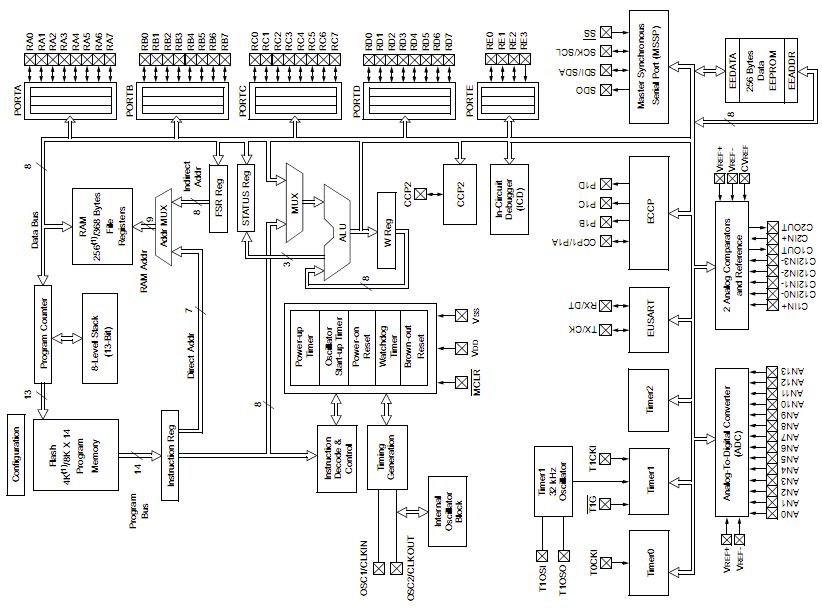 Configuration
Flash
4K(1)/8K X 14
Program
Memory
13
Program Counter
8-Level Stack
(13-Bit)
Data Bus
8
RAM
256(1)/368 Bytes
File
Registers
RAM Addr
9
Addr MUX
Indirect
Addr
8
FSR Reg
7
Direct Addr
Program
Bus
14
Instruction Reg
STATUS Reg
8
3
MUX
ALU
W Reg
8
Instruction
Decode &
Control
Timing
Generation
OSC1/CLKIN
OSC2/CLKOUT
Internal
Oscillator
Block
Power-up
Timer
Oscillator
Start-up Timer
Power-on
Reset
Watchdog
Timer
Brown-out
Reset
MCLR
VDD
VSS
PORTA
RA0
RA1
RA2
RA3
RA4
RA5
RA6
RA7
PORTB
RB0
RB1
RB2
RB3
RB4
RB5
RB6
RB7
PORTC
RC0
RC1
RC2
RC3
RC4
RC5
RC6
RC7
PORTD
RD0
RD1
RD2
RD3
RD4
RD5
RD6
RD7
PORTE
RE0
RE1
RE2
RE3
CCP2
CCP2
In-Circuit
Debugger
(ICD)
Timer1
32 kHz
Oscillator
T1OSI
T1OSO
T0CKI
T1G
T1CKI
Timer0
Timer1
Timer2
TX/CK
RX/DT
EUSART
CCP1/P1A
P1B
P1C
P1D
ECCP
SDO
SDI/SDA
SCK/SCL
SS
Master Synchronous
Serial Port (MSSP)
VREF+
VREF-
Analog-To-Digital Converter
(ADC)
AN0
AN1
AN2
AN3
AN4
AN5
AN6
AN7
AN8
AN9
AN10
AN11
AN12
AN13
VREF+
VREF-
CVREF
2 Analog Comparators
and Reference
C1IN+
C12IN0-
C12IN1-
C12IN2-
C12IN3-
C1OUT
C2IN+
C2OUT
8
EEDATA
256 Bytes
Data
EEPROM
EEADDR